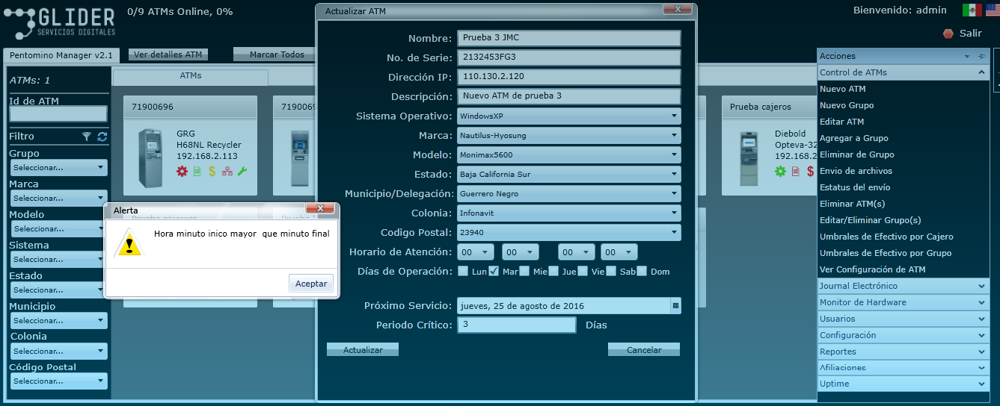 GLIDER
SERVICIOS DIGITALES
0/9 ATMs Online, 0%
Bienvenido: admin
Salir
Pentomino Manager v2.1
Ver detalles ATM
Marcar Todos
ATMs: 1
Id de ATM
Filtro
Grupo
Seleccionar...
Marca
Seleccionar...
Modelo
Seleccionar...
Sistema
Seleccionar...
Estado
Seleccionar...
Municipio
Seleccionar...
Colonia
Seleccionar...
Código Postal
Seleccionar...
ATMs
71900696
GRG
H68NL Recycler
192.168.2.113
7190069
Prueba cajeros
Diebold
Opteva-32
192.168.2
Prueba cajeros
Alerta
Hora minuto inico mayor  que minuto final
Aceptar
Actualizar ATM
Nombre: Prueba 3 JMC
No. de Serie: 2132453FG3
Dirección IP: 110.130.2.120
Descripción: Nuevo ATM de prueba 3
Sistema Operativo: WindowsXP
Marca: Nautilus-Hyosung
Modelo: Monimax5600
Estado: Baja California Sur
Municipio/Delegación: Guerrero Negro
Colonia: Infonavit
Codigo Postal: 23940
Horario de Atención: 00 00 00 00
Días de Operación: Lun Mar Mie Jue Vie Sab Dom
Próximo Servicio: jueves, 25 de agosto de 2016
Periodo Crítico: 3 Días
Actualizar
Cancelar
Acciones
Control de ATMs
Nuevo ATM
Nuevo Grupo
Editar ATM
Agregar a Grupo
Eliminar de Grupo
Envio de archivos
Estatus del envío
Eliminar ATM(s)
Editar/Eliminar Grupo(s)
Umbrales de Efectivo por Cajero
Umbrales de Efectivo por Grupo
Ver Configuración de ATM
Journal Electrónico
Monitor de Hardware
Usuarios
Configuración
Reportes
Afiliaciones
Uptime